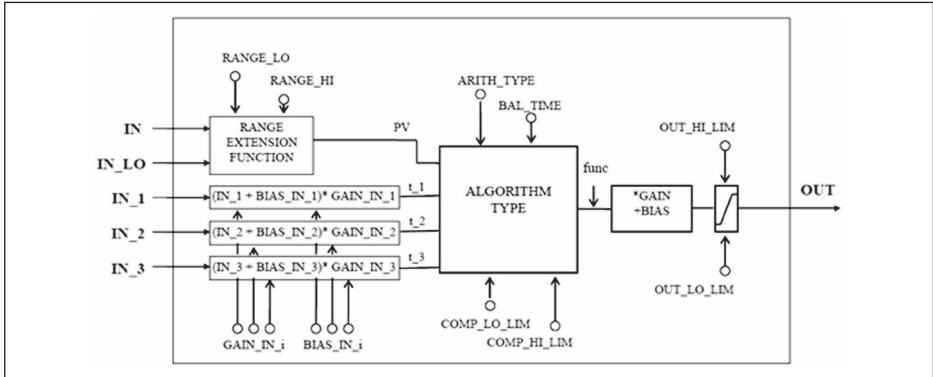 RANGE_LO
RANGE_HI
ARITH_TYPE
BAL_TIME
OUT_HI_LIM
IN
RANGE
EXTENSION
FUNCTION
PV
IN_LO
func
IN_1
(IN_1 + BIAS_IN_1)* GAIN_IN_1
t_1
ALGORITHM
TYPE
*GAIN
+BIAS
OUT
IN_2
(IN_2 + BIAS_IN_2)* GAIN_IN_2
t_2
IN_3
(IN_3 + BIAS_IN_3)* GAIN_IN_3
t_3
OUT_LO_LIM
COMP_LO_LIM
COMP_HI_LIM
GAIN_IN_i
BIAS_IN_i